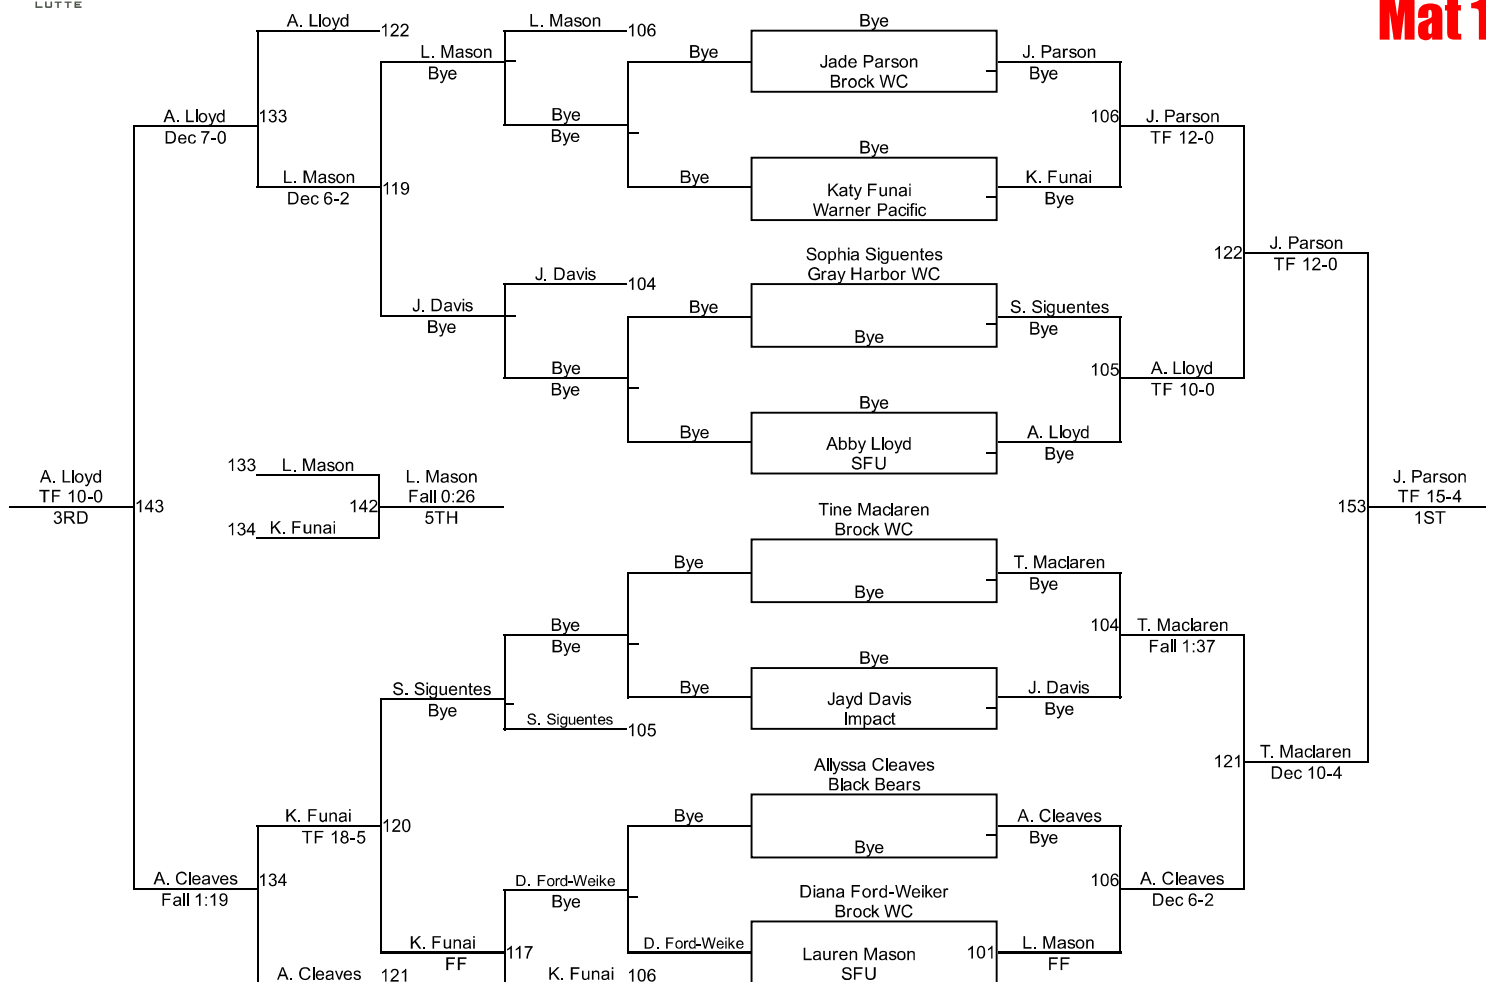 LUTTE
Mat 1
A. Lloyd
122
L. Mason
106
Bye
L. Mason
Bye
Bye
Jade Parson
Brock WC
J. Parson
Bye
A. Lloyd
Dec 7-0
133
Bye
Bye
106
J. Parson
TF 12-0
Bye
L. Mason
Dec 6-2
119
Bye
Katy Funai
Warner Pacific
K. Funai
Bye
Sophia Siguentes
Gray Harbor WC
122
J. Parson
TF 12-0
J. Davis
104
J. Davis
Bye
Bye
Bye
S. Siguentes
Bye
Bye
Bye
105
A. Lloyd
TF 10-0
Bye
Bye
Abby Lloyd
SFU
A. Lloyd
Bye
A. Lloyd
TF 10-0
3RD
143
133
L. Mason
134
K. Funai
142
L. Mason
Fall 0:26
5TH
153
J. Parson
TF 15-4
1ST
Tine Maclaren
Brock WC
Bye
Bye
T. Maclaren
Bye
Bye
Bye
104
T. Maclaren
Fall 1:37
Bye
S. Siguentes
Bye
Bye
Jayd Davis
Impact
J. Davis
Bye
S. Siguentes
105
Allyssa Cleaves
Black Bears
121
T. Maclaren
Dec 10-4
K. Funai
TF 18-5
120
Bye
Bye
A. Cleaves
Bye
A. Cleaves
Fall 1:19
134
D. Ford-Weike
Bye
Diana Ford-Weiker
Brock WC
106
A. Cleaves
Dec 6-2
K. Funai
FF
117
D. Ford-Weike
Lauren Mason
SFU
101
L. Mason
FF
A. Cleaves
121
K. Funai
106